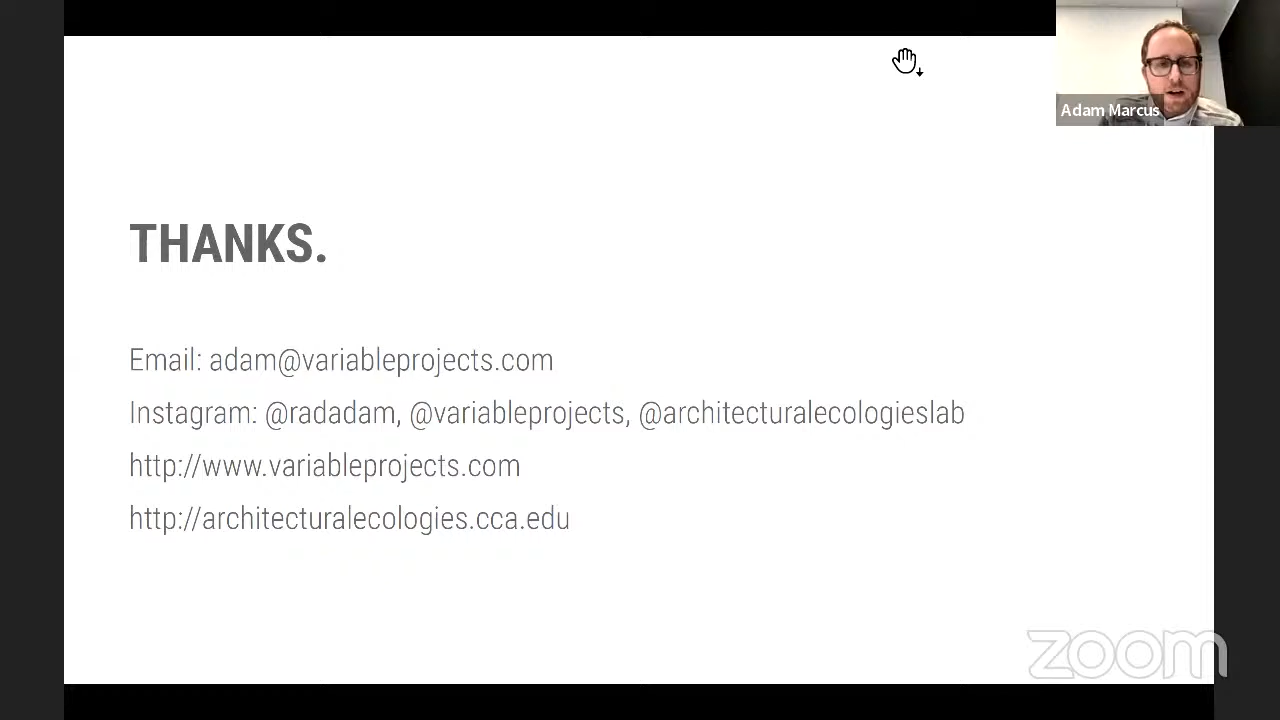 Adam Marcus
THANKS.
Email: adam@variableprojects.com
Instagram: @radadam, @variableprojects, @architecturalecologieslab
http://www.variableprojects.com
http://architecturalecologies.cca.edu
zoom